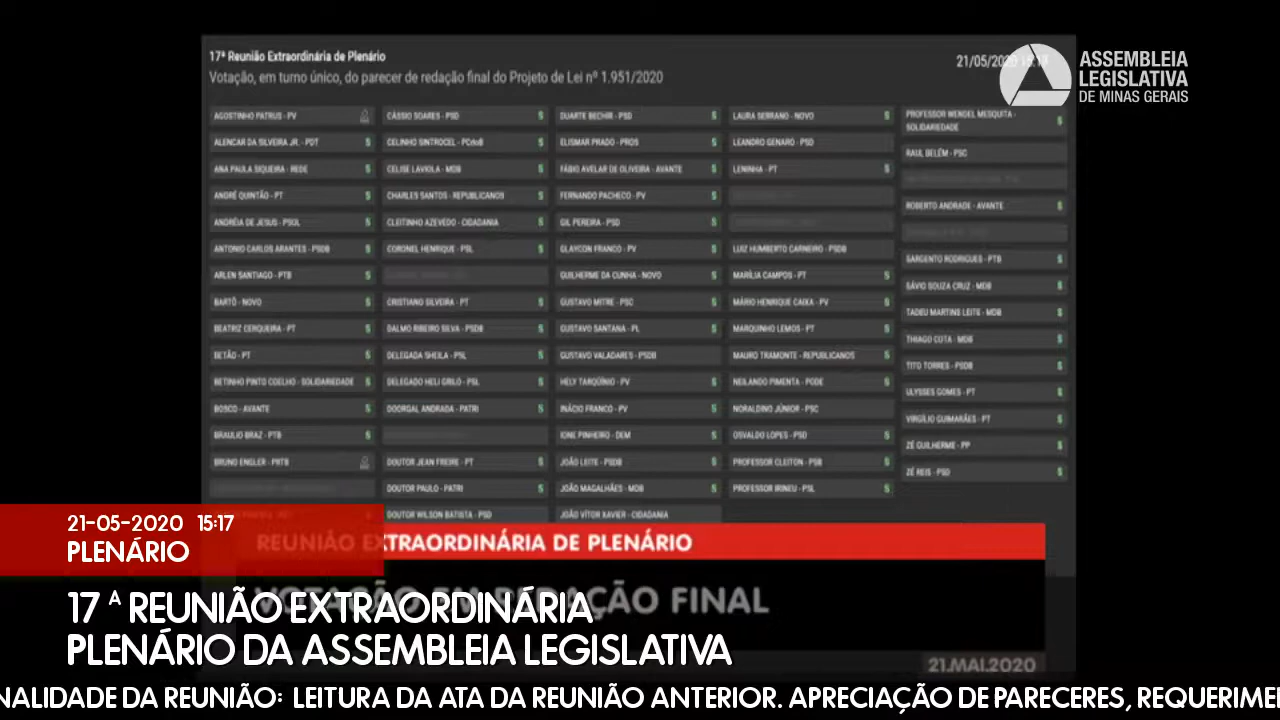 17ª Reunião Extraordinária de Plenário
Votação, em turno único, do parecer de redação final do Projeto de Lei nº 1.951/2020
21/05/2020
ASSEMBLEIA
LEGISLATIVA
DE MINAS GERAIS
AGOSTINHO PATRUS - PV
ALENCAR DA SILVEIRA JR. - PDT S
ANA PAULA SIQUEIRA - REDE S
ANDRÉ QUINTÃO - PT S
ANDRÉIA DE JESUS - PSOL S
ANTONIO CARLOS ARANTES - PSDB S
ARLEN SANTIAGO - PTB S
BARTÔ - NOVO S
BEATRIZ CERQUEIRA - PT S
BETÃO - PT S
BETINHO PINTO COELHO - SOLIDARIEDADE S
BOSCO - AVANTE S
BRAULIO BRAZ - PTB S
BRUNO ENGLER - PRTB
CÁSSIO SOARES - PSD S
CELINHO SINTROCEL - PCdoB S
CELISE LAVIOLA - MDB S
CHARLES SANTOS - REPUBLICANOS S
CLEITINHO AZEVEDO - CIDADANIA S
CORONEL HENRIQUE - PSL S
CRISTIANO SILVEIRA - PT S
DALMO RIBEIRO SILVA - PSDB S
DELEGADA SHEILA - PSL S
DELEGADO HELI GRILO - PSL S
DOORGAL ANDRADA - PATRI S
DOUTOR JEAN FREIRE - PT S
DOUTOR PAULO - PATRI S
DOUTOR WILSON BATISTA - PSD
DUARTE BECHIR - PSD S
ELISMAR PRADO - PROS S
FÁBIO AVELAR DE OLIVEIRA - AVANTE S
FERNANDO PACHECO - PV S
GIL PEREIRA - PSD S
GLAYCON FRANCO - PV S
GUILHERME DA CUNHA - NOVO S
GUSTAVO MITRE - PSC S
GUSTAVO SANTANA - PL S
GUSTAVO VALADARES - PSDB
HELY TARQÜÍNIO - PV S
INÁCIO FRANCO - PV S
IONE PINHEIRO - DEM S
JOÃO LEITE - PSDB S
JOÃO MAGALHÃES - MDB S
JOÃO VÍTOR XAVIER - CIDADANIA
LAURA SERRANO - NOVO S
LEANDRO GENARO - PSD
LENINHA - PT S
LUIZ HUMBERTO CARNEIRO - PSDB
MARÍLIA CAMPOS - PT S
MÁRIO HENRIQUE CAIXA - PV S
MARQUINHO LEMOS - PT S
MAURO TRAMONTE - REPUBLICANOS S
NEILANDO PIMENTA - PODE S
NORALDINO JÚNIOR - PSC
OSVALDO LOPES - PSD S
PROFESSOR CLEITON - PSB S
PROFESSOR IRINEU - PSL S
PROFESSOR WENDEL MESQUITA -
SOLIDARIEDADE S
RAUL BELÉM - PSC
ROBERTO ANDRADE - AVANTE S
SARGENTO RODRIGUES - PTB S
SÁVIO SOUZA CRUZ - MDB S
TADEU MARTINS LEITE - MDB S
THIAGO COTA - MDB S
TITO TORRES - PSDB S
ULYSSES GOMES - PT S
VIRGÍLIO GUIMARÃES - PT S
ZÉ GUILHERME - PP S
ZÉ REIS - PSD S
REUNIÃO EXTRAORDINÁRIA DE PLENÁRIO
VOTAÇÃO EM REDAÇÃO FINAL
21.MAI.2020
21-05-2020 15:17
PLENÁRIO
17 ª REUNIÃO EXTRAORDINÁRIA
PLENÁRIO DA ASSEMBLEIA LEGISLATIVA
NALIDADE DA REUNIÃO: LEITURA DA ATA DA REUNIÃO ANTERIOR. APRECIAÇÃO DE PARECERES, REQUERIME